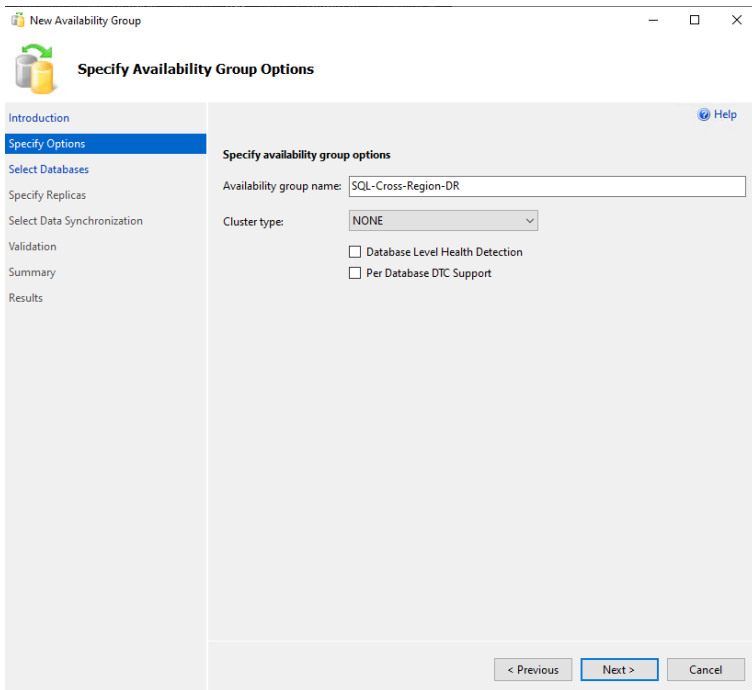 New Availability Group
Specify Availability Group Options
Introduction
Specify Options
Select Databases
Specify Replicas
Select Data Synchronization
Validation
Summary
Results
Help
Specify availability group options
Availability group name: SQL-Cross-Region-DR
Cluster type: NONE
Database Level Health Detection
Per Database DTC Support
< Previous Next > Cancel